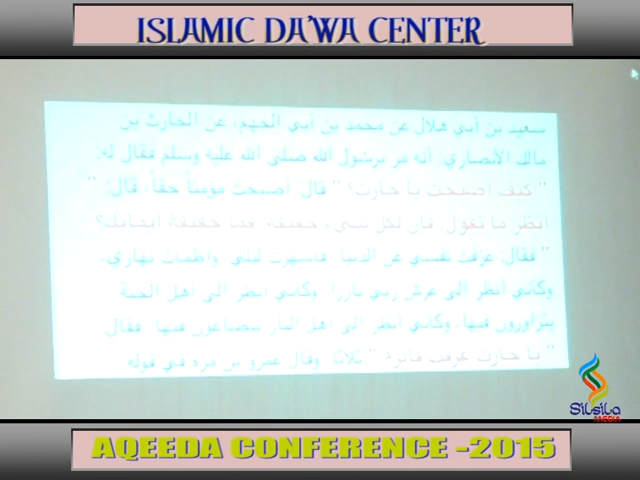 ISLAMIC DA'WA CENTER
سعيد بن أبي هلال عن محمد بن أبي الجهم، عن الحارث بن
مالك الأنصاري: أنه مر برسول الله صلى الله عليه وسلم فقال له:
" كيف أصبحت يا حارث؟ " قال: أصبحت مؤمناً حقاً، قال: "
انظر ما تقول، فإن لكل شيء حقيقة، فما حقيقة إيمانك؟
" فقال: عزفت نفسي عن الدنيا، فأسهرت ليلي، وأظمأت نهاري،
وكأني أنظر إلى عرش ربي بارزا، وكأني أنظر إلى أهل الجنة
يتزاورون فيها، وكأني أنظر إلى أهل النار يتضاغون فيها، فقال
" يا حارث عرفت فالزم " ثلاثا، وقال عمرو بن مرة في قوله
Silsila
MEDIA
AQEEDA CONFERENCE -2015